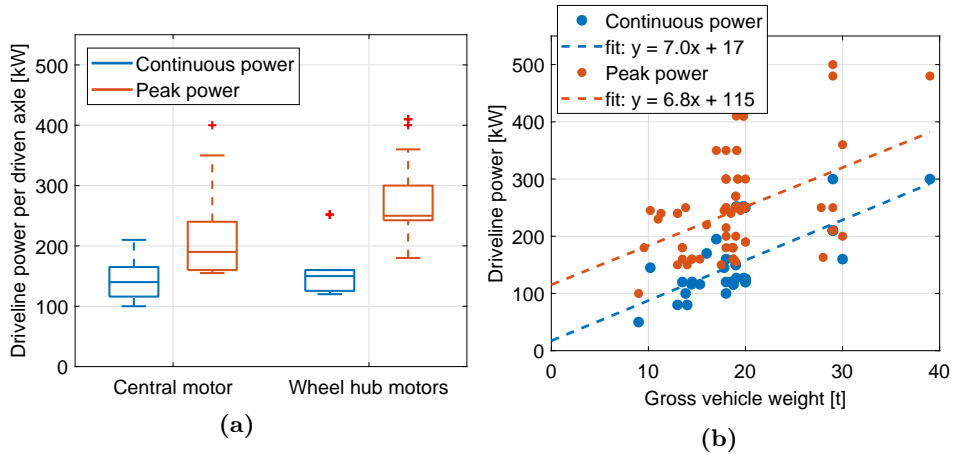 Driveline power per driven axle [kW]
500
400
300
200
100
0
Continuous power
Peak power
Central motor
Wheel hub motors
(a)
Driveline power [kW]
500
400
300
200
100
0
Continuous power
fit: y = 7.0x + 17
Peak power
fit: y = 6.8x + 115
0
10
20
30
40
Gross vehicle weight [t]
(b)